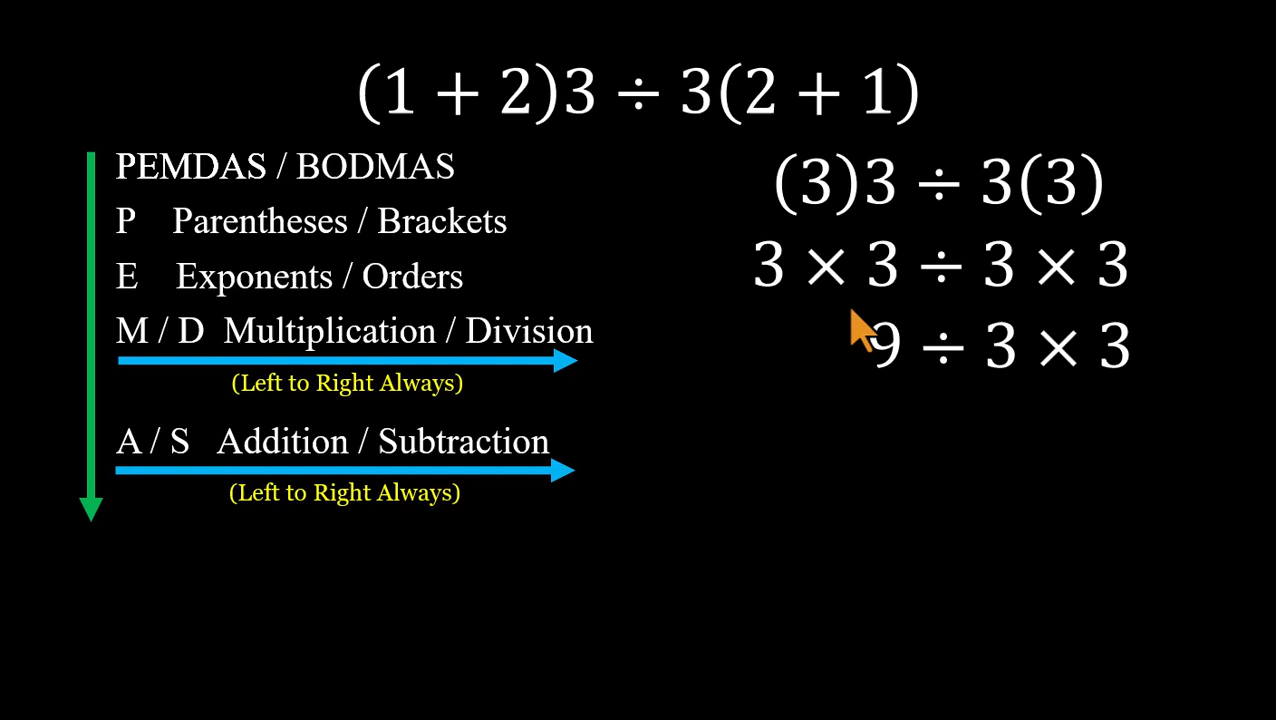 (1 + 2)3 ÷ 3(2 + 1)
PEMDAS / BODMAS
P Parentheses / Brackets
E Exponents / Orders
M / D Multiplication / Division
(Left to Right Always)
A / S Addition / Subtraction
(Left to Right Always)
(3)3 ÷ 3(3)
3 × 3 ÷ 3 × 3
9 ÷ 3 × 3